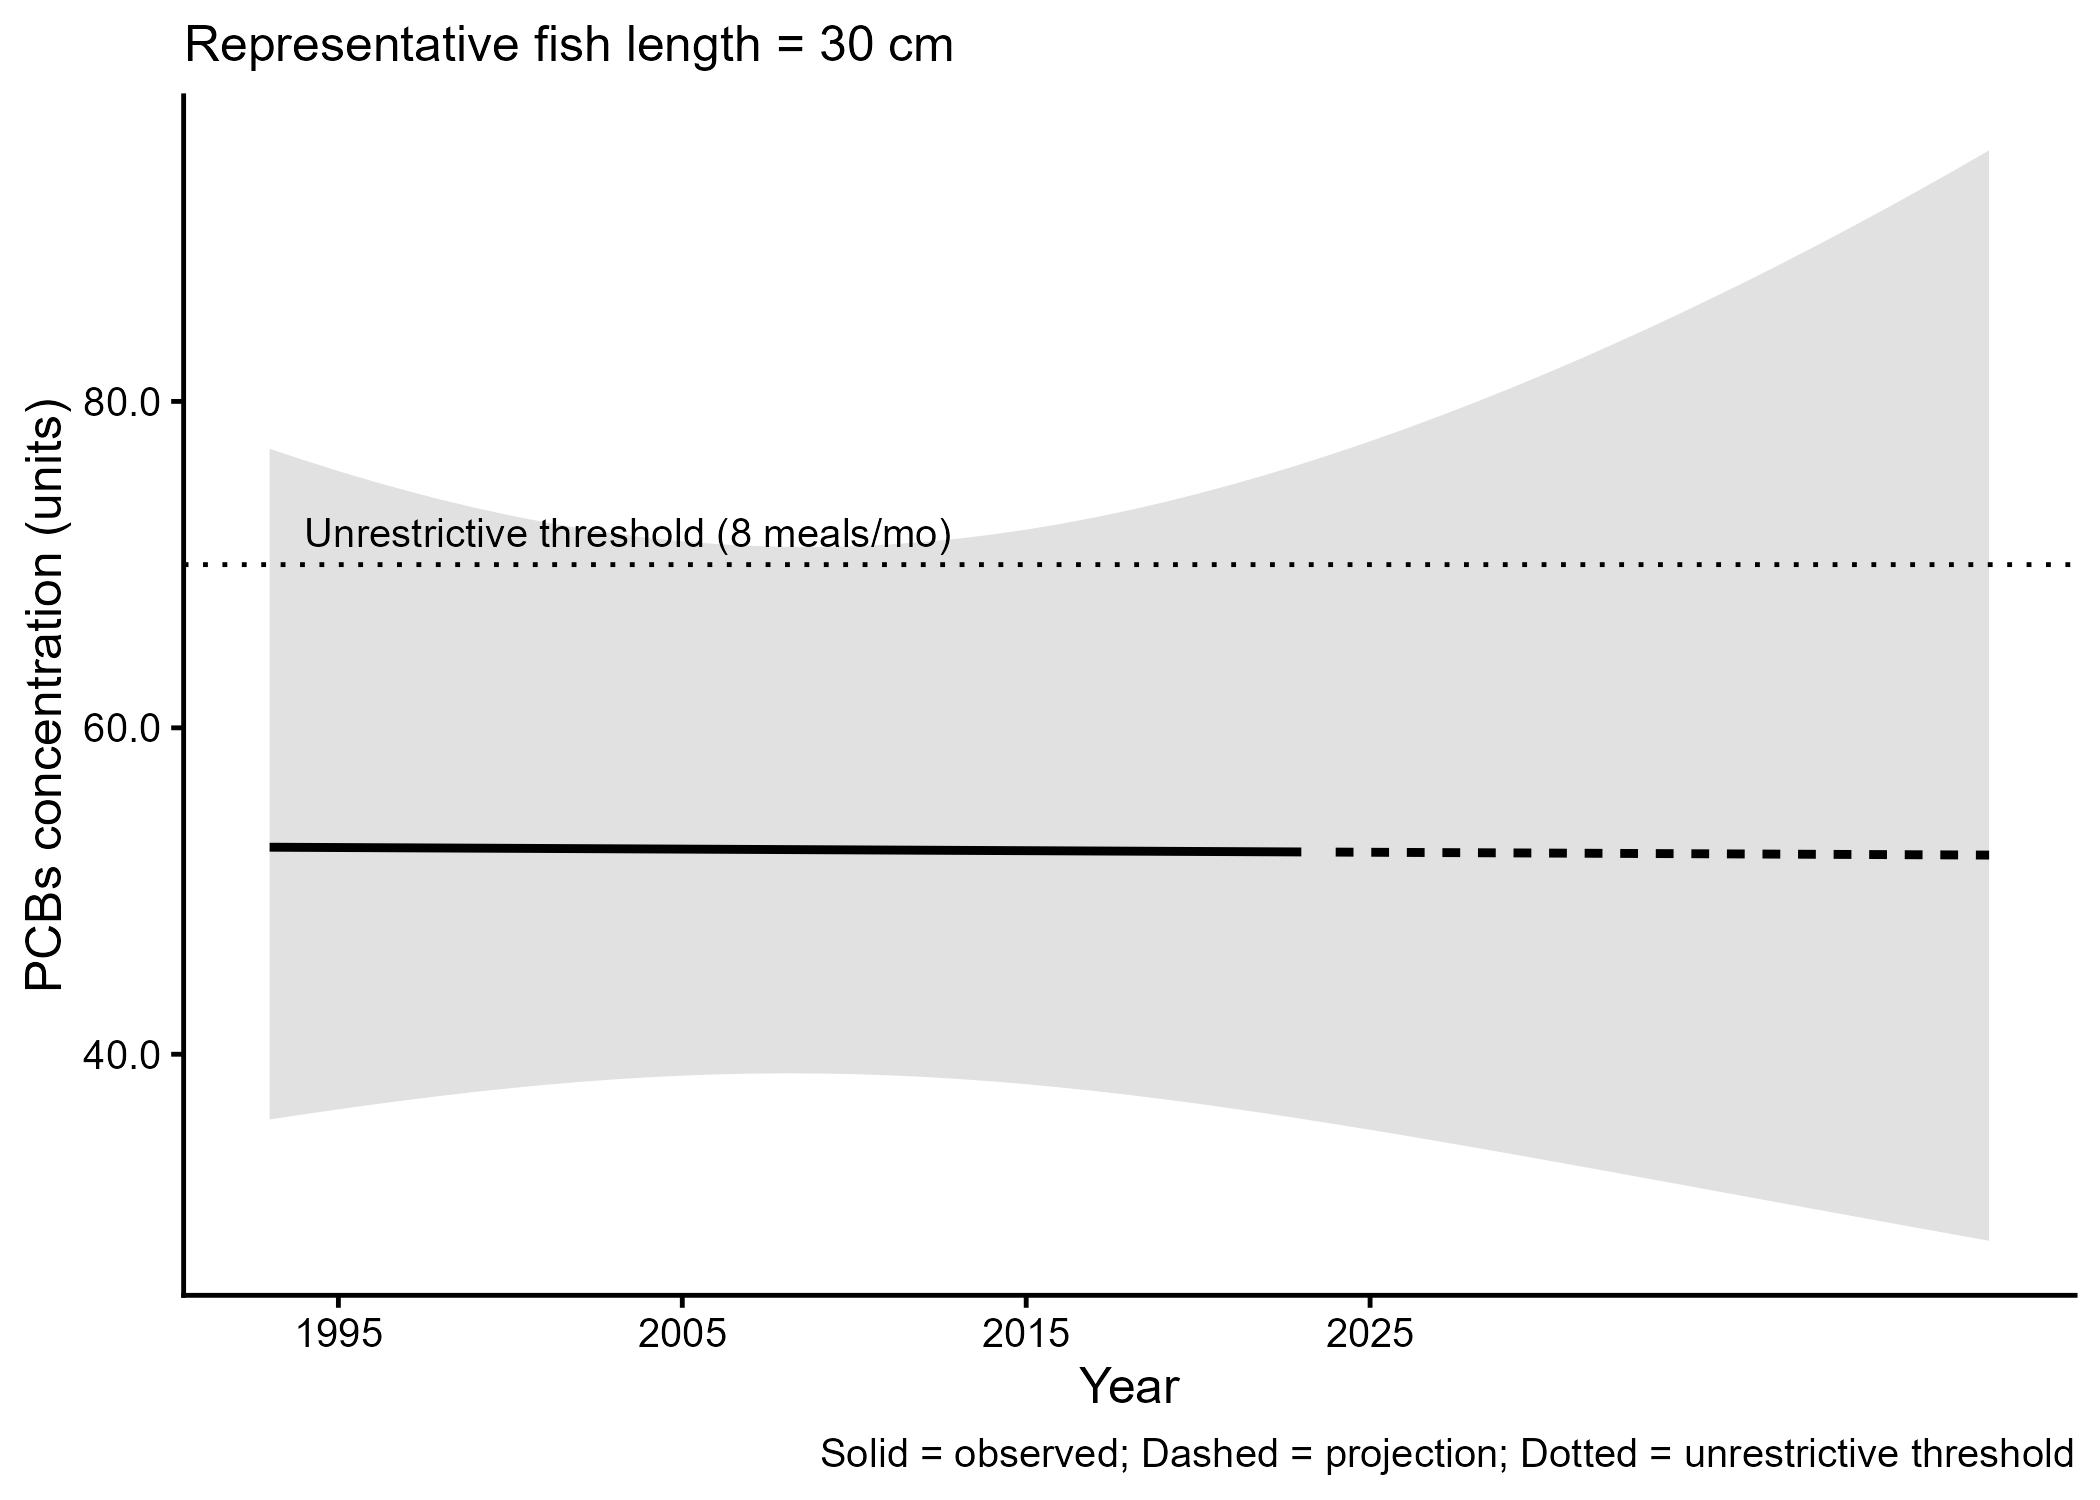 Representative fish length = 30 cm
PCBs concentration (units)
80.0
60.0
40.0
Unrestrictive threshold (8 meals/mo)
1995
2005
2015
2025
Year
Solid = observed; Dashed = projection; Dotted = unrestrictive threshold